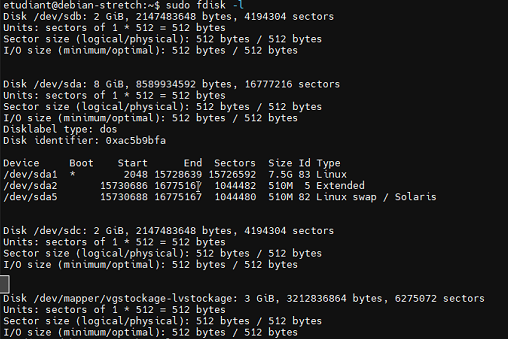 etudiant@debian-stretch:~$ sudo fdisk -l
Disk /dev/sdb: 2 GiB, 2147483648 bytes, 4194304 sectors
Units: sectors of 1 * 512 = 512 bytes
Sector size (logical/physical): 512 bytes / 512 bytes
I/O size (minimum/optimal): 512 bytes / 512 bytes

Disk /dev/sda: 8 GiB, 8589934592 bytes, 16777216 sectors
Units: sectors of 1 * 512 = 512 bytes
Sector size (logical/physical): 512 bytes / 512 bytes
I/O size (minimum/optimal): 512 bytes / 512 bytes
Disklabel type: dos
Disk identifier: 0xac5b9bfa

Device     Boot    Start      End  Sectors  Size Id Type
/dev/sda1  *        2048 15728639 15726592  7.5G 83 Linux
/dev/sda2       15730686 16775167  1044482  510M  5 Extended
/dev/sda5       15730688 16775167  1044480  510M 82 Linux swap / Solaris

Disk /dev/sdc: 2 GiB, 2147483648 bytes, 4194304 sectors
Units: sectors of 1 * 512 = 512 bytes
Sector size (logical/physical): 512 bytes / 512 bytes
I/O size (minimum/optimal): 512 bytes / 512 bytes

Disk /dev/mapper/vgstockage-lvstockage: 3 GiB, 3212836864 bytes, 6275072 sectors
Units: sectors of 1 * 512 = 512 bytes
Sector size (logical/physical): 512 bytes / 512 bytes
I/O size (minimum/optimal): 512 bytes / 512 bytes